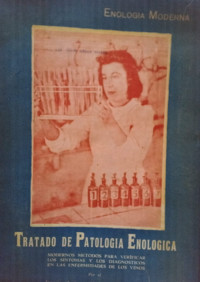 ENOLOGIA MODERNA
TRATADO DE PATOLOGIA ENOLOGICA
MODERNOS METODOS PARA VERIFICAR
LOS SINTOMAS Y LOS DIAGNOSTICOS
EN LAS ENFERMEDADES DE LOS VINOS